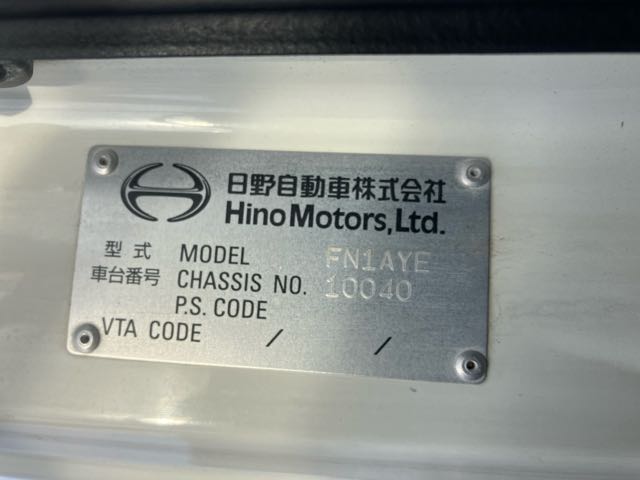 日野自動車株式会社
Hino Motors, Ltd.
型式 MODEL FN1AYE
車台番号 CHASSIS NO. 10040
P.S. CODE
VTA CODE / /